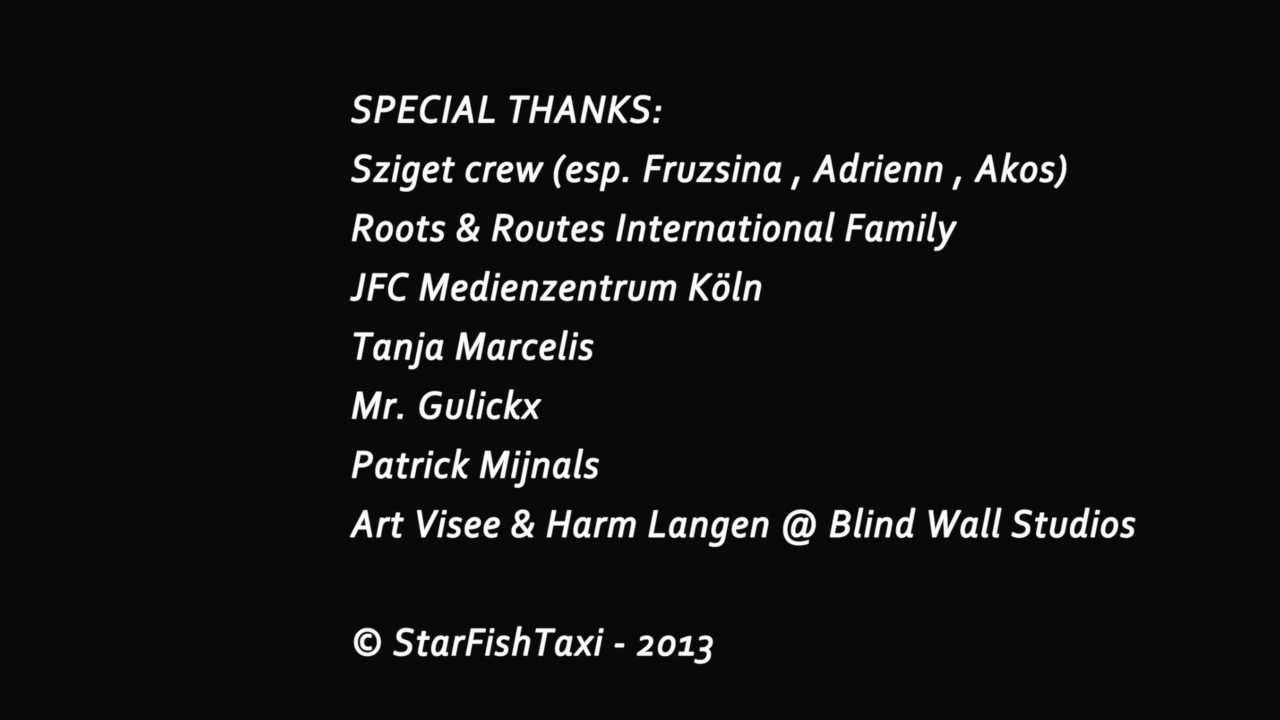 SPECIAL THANKS:
Sziget crew (esp. Fruzsina , Adrienn , Akos)
Roots & Routes International Family
JFC Medienzentrum Köln
Tanja Marcelis
Mr. Gulickx
Patrick Mijnals
Art Visee & Harm Langen @ Blind Wall Studios
© StarFishTaxi - 2013